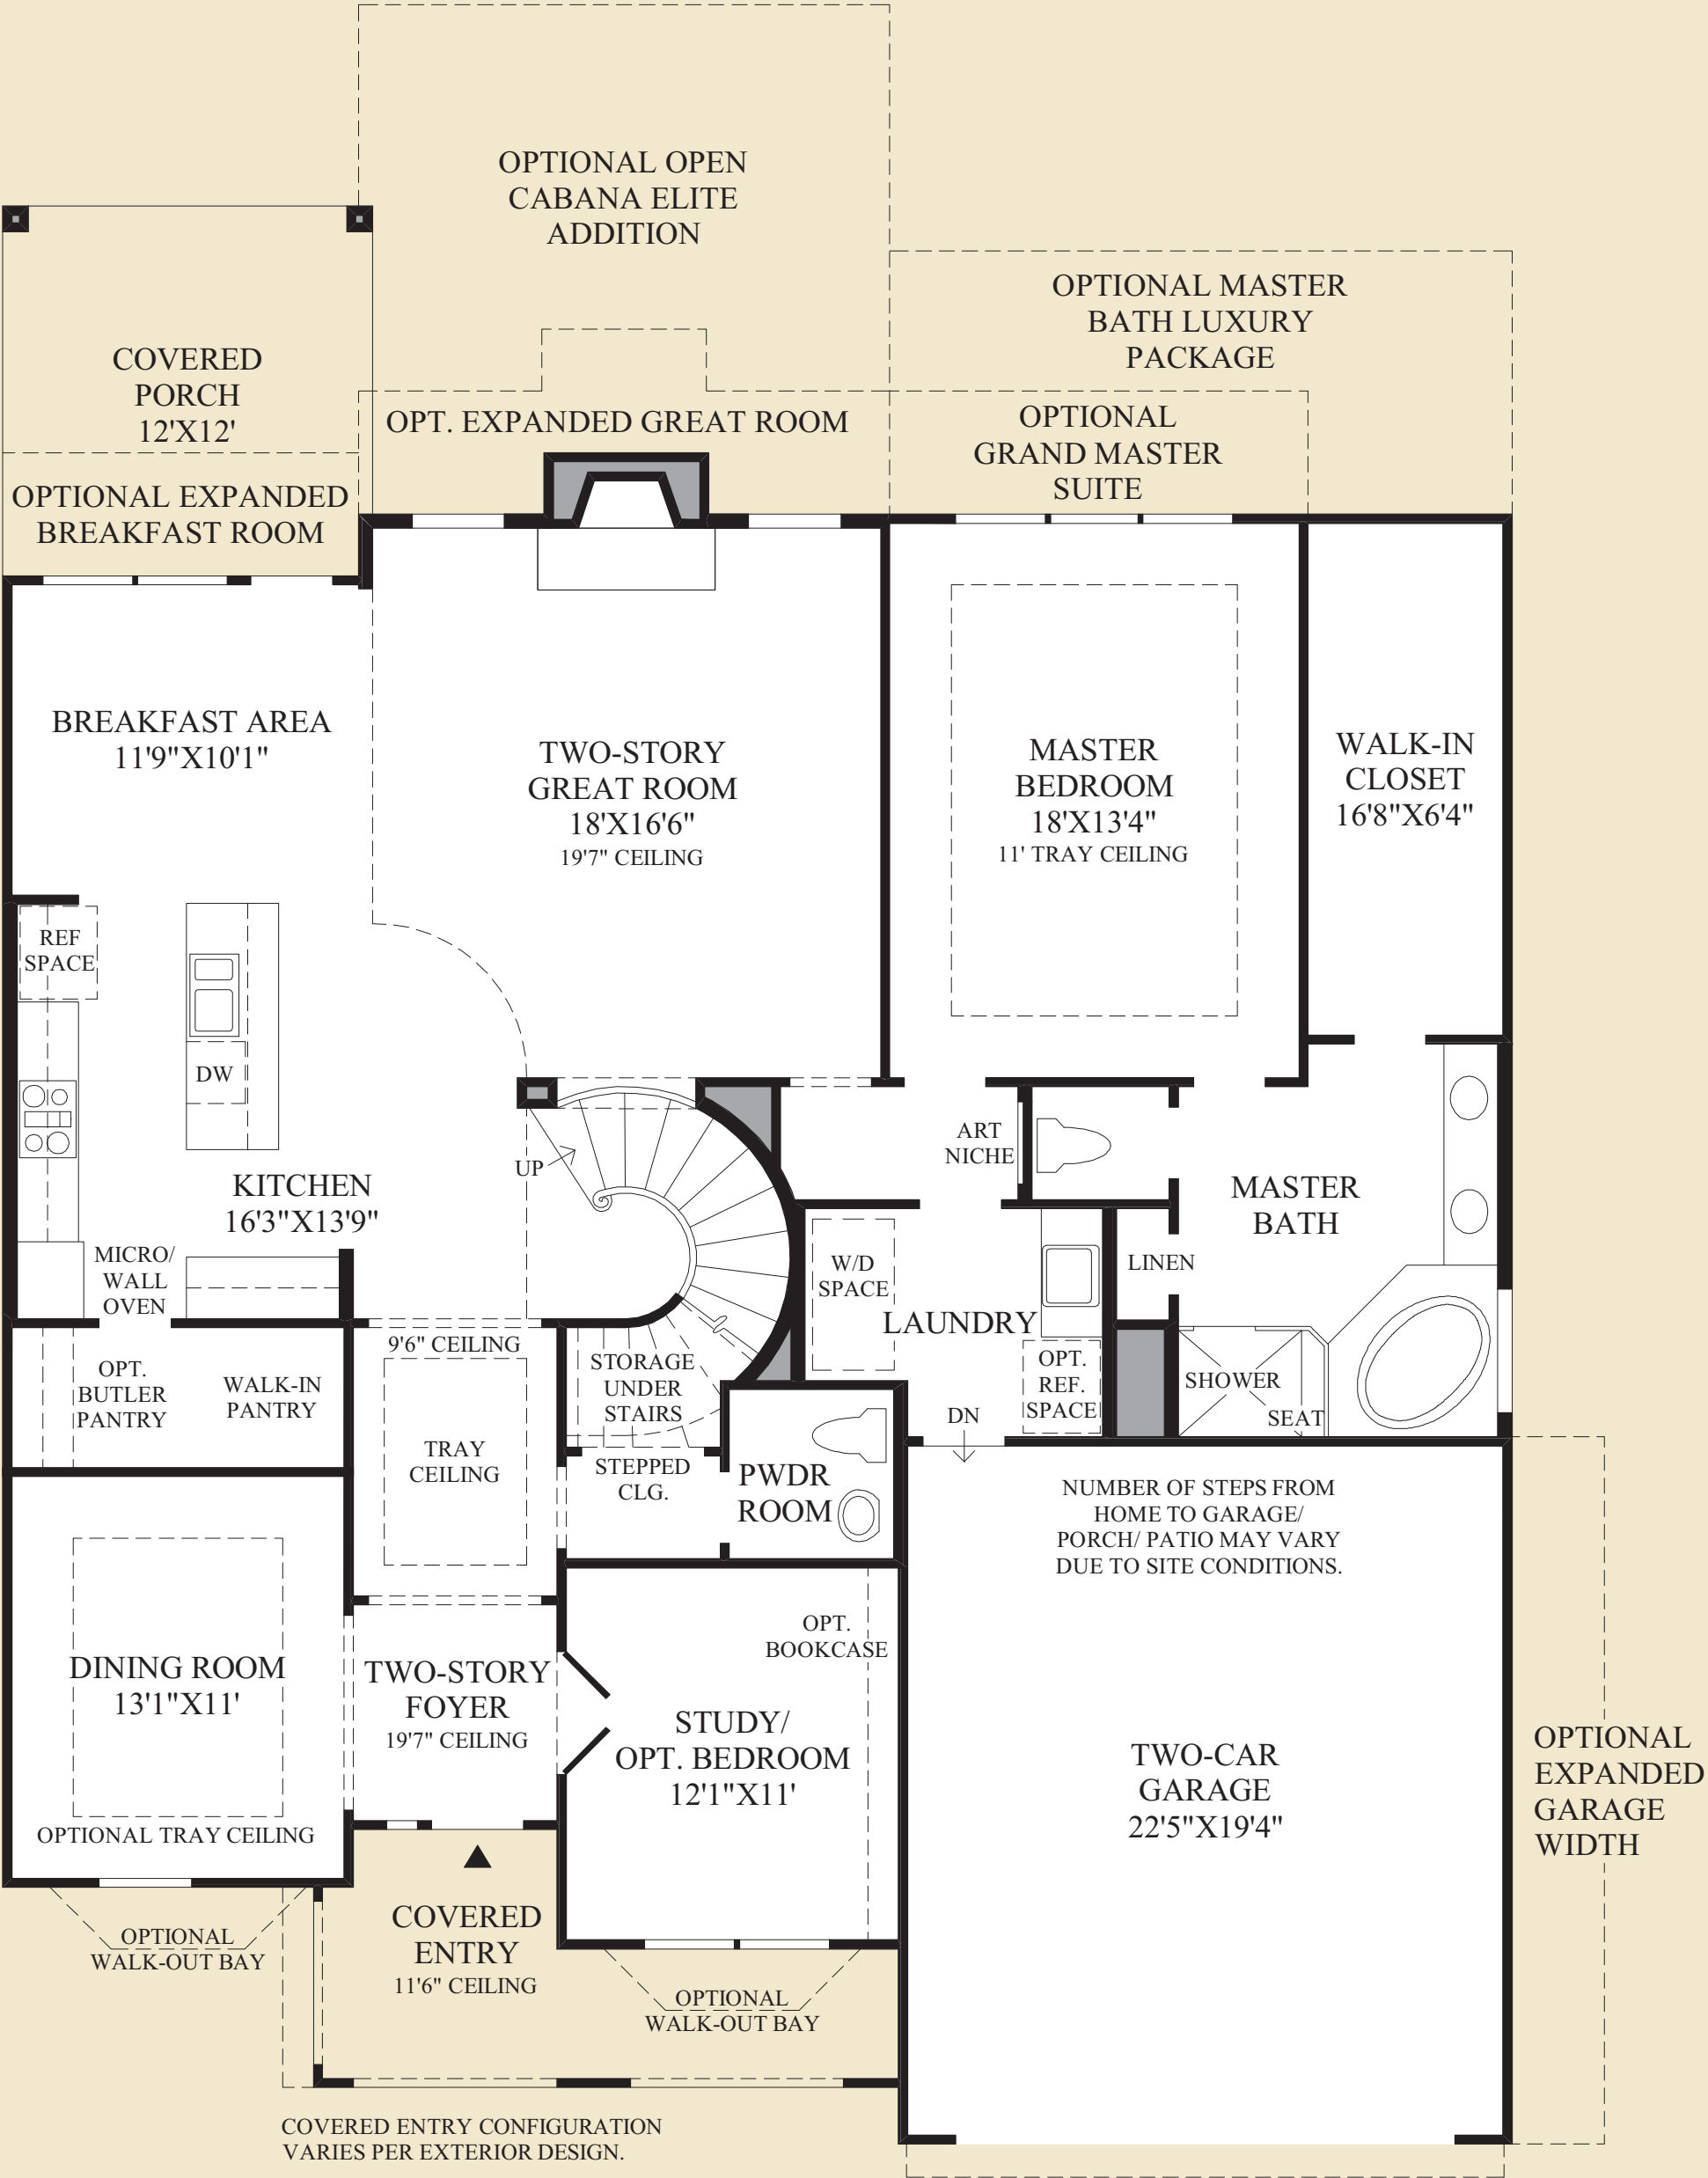 OPTIONAL OPEN
CABANA ELITE
ADDITION
OPTIONAL MASTER
BATH LUXURY
PACKAGE
COVERED
PORCH
12'X12'
OPT. EXPANDED GREAT ROOM
OPTIONAL
GRAND MASTER
SUITE
OPTIONAL EXPANDED
BREAKFAST ROOM
BREAKFAST AREA
11'9"X10'1"
TWO-STORY
GREAT ROOM
18'X16'6"
19'7" CEILING
MASTER
BEDROOM
18'X13'4"
11' TRAY CEILING
WALK-IN
CLOSET
16'8"X6'4"
REF
SPACE
DW
UP
ART
NICHE
KITCHEN
16'3"X13'9"
MASTER
BATH
MICRO/
WALL
OVEN
W/D
SPACE
LINEN
LAUNDRY
9'6" CEILING
OPT.
BUTLER
PANTRY
WALK-IN
PANTRY
STORAGE
UNDER
STAIRS
OPT.
REF.
SPACE
SHOWER
SEAT
DN
TRAY
CEILING
STEPPED
CLG.
PWDR
ROOM
NUMBER OF STEPS FROM
HOME TO GARAGE/
PORCH/ PATIO MAY VARY
DUE TO SITE CONDITIONS.
OPT.
BOOKCASE
DINING ROOM
13'1"X11'
OPTIONAL TRAY CEILING
TWO-STORY
FOYER
19'7" CEILING
STUDY/
OPT. BEDROOM
12'1"X11'
TWO-CAR
GARAGE
22'5"X19'4"
OPTIONAL
EXPANDED
GARAGE
WIDTH
OPTIONAL
WALK-OUT BAY
COVERED
ENTRY
11'6" CEILING
OPTIONAL
WALK-OUT BAY
COVERED ENTRY CONFIGURATION
VARIES PER EXTERIOR DESIGN.